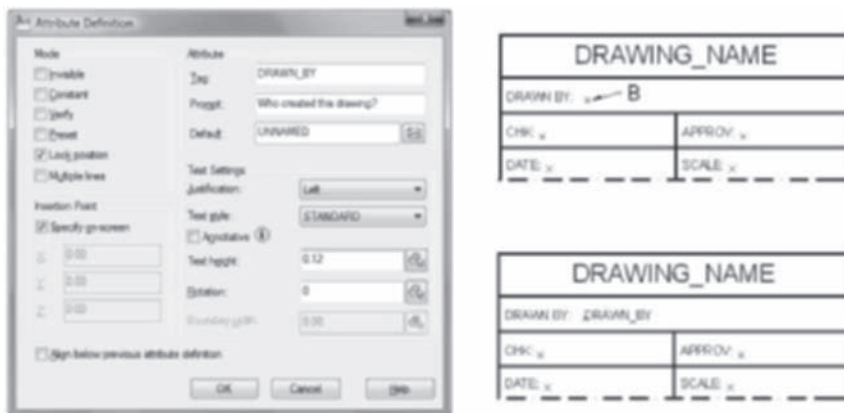 Attribute Definition
Mode
Invisible
Constant
Verify
Preset
Lock position
Multiple lines
Insertion Point
Specify on-screen
X: 0.00
Y: 0.00
Z: 0.00
Align below previous attribute definition
Attribute
Tag: DRAWN_BY
Prompt: Who created this drawing?
Default: UNNAMED
Text Settings
Justification: Left
Text style: STANDARD
Annotative
Text height: 0.12
Rotation: 0
Boundary width: 0.00
OK Cancel Help
DRAWING_NAME
DRAWN BY: x B
CHK: x APPROV: x
DATE: x SCALE: x
DRAWING_NAME
DRAWN BY: DRAWN_BY
CHK: x APPROV: x
DATE: x SCALE: x